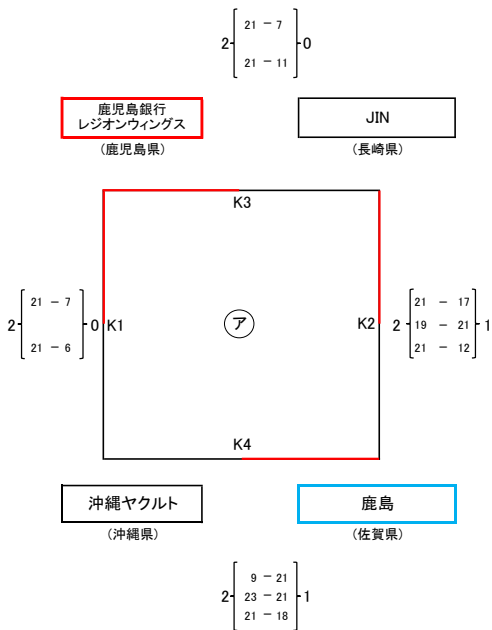 21 － 7
2 0
21 － 11
鹿児島銀行
レジオンウィングス
JIN
(鹿児島県)
(長崎県)
K3
21 － 7
2 0
21 － 6
K1
ア
K2
21 － 17
2 19 － 21 1
21 － 12
K4
沖縄ヤクルト
鹿島
(沖縄県)
(佐賀県)
9 － 21
2 23 － 21 1
21 － 18